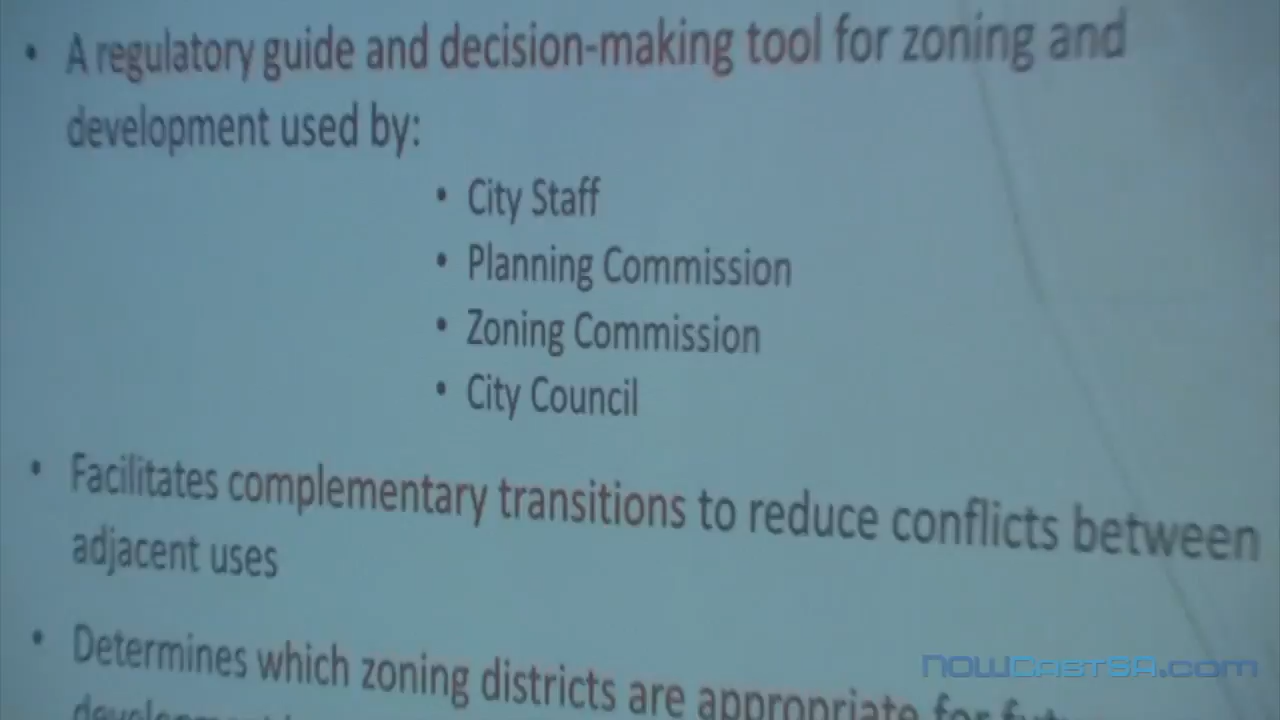 • A regulatory guide and decision-making tool for zoning and
development used by:
• City Staff
• Planning Commission
• Zoning Commission
• City Council
• Facilitates complementary transitions to reduce conflicts between
adjacent uses
• Determines which zoning districts are appropriate for
NOWCastSA.com